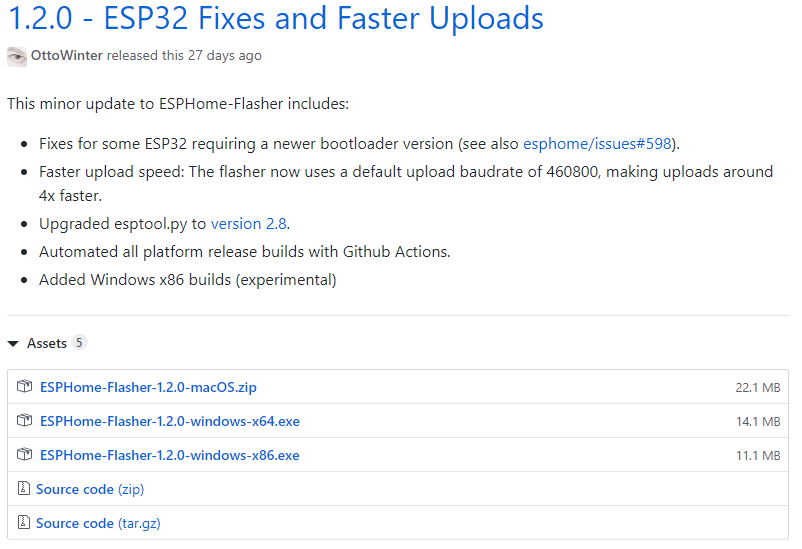 1.2.0 - ESP32 Fixes and Faster Uploads
OttoWinter released this 27 days ago
This minor update to ESPHome-Flasher includes:
Fixes for some ESP32 requiring a newer bootloader version (see also esphome/issues#598).
Faster upload speed: The flasher now uses a default upload baudrate of 460800, making uploads around
4x faster.
Upgraded esptool.py to version 2.8.
Automated all platform release builds with Github Actions.
Added Windows x86 builds (experimental)
Assets 5
ESPHome-Flasher-1.2.0-macOS.zip 22.1 MB
ESPHome-Flasher-1.2.0-windows-x64.exe 14.1 MB
ESPHome-Flasher-1.2.0-windows-x86.exe 11.1 MB
Source code (zip)
Source code (tar.gz)